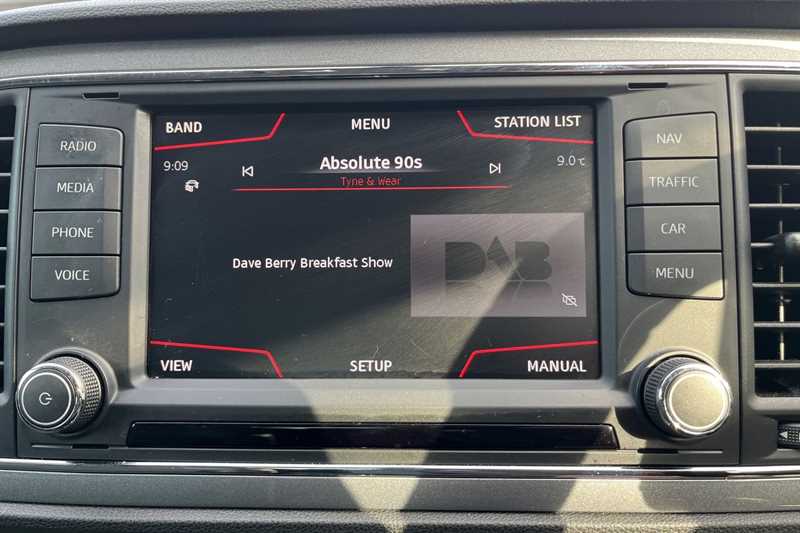 BAND
MENU
STATION LIST
9:09
Absolute 90s
9.0°C
Tyne & Wear
Dave Berry Breakfast Show
DAB
VIEW
SETUP
MANUAL
RADIO
MEDIA
PHONE
VOICE
NAV
TRAFFIC
CAR
MENU